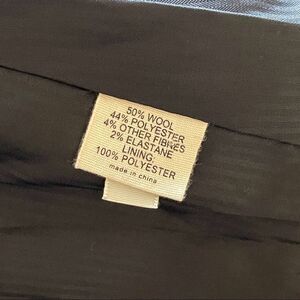 50% WOOL
44% POLYESTER
4% OTHER FIBRES
2% ELASTANE
LINING:
100% POLYESTER
made in china